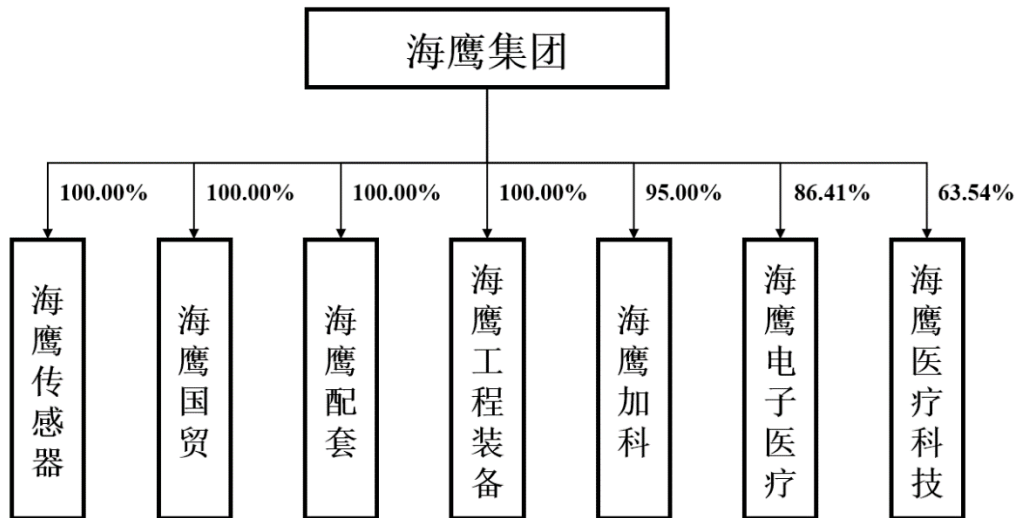 海鹰集团
100.00%
100.00%
100.00%
100.00%
95.00%
86.41%
63.54%
海鹰传感器
海鹰国贸
海鹰配套
海鹰工程装备
海鹰加科
海鹰电子医疗
海鹰医疗科技